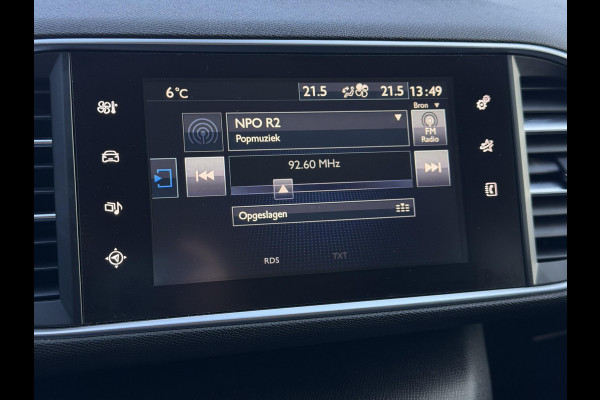 6°C 21.5 21.5 13:49
Bron
NPO R2
Popmuziek
FM
Radio
92.60 MHz
Opgeslagen
RDS TXT